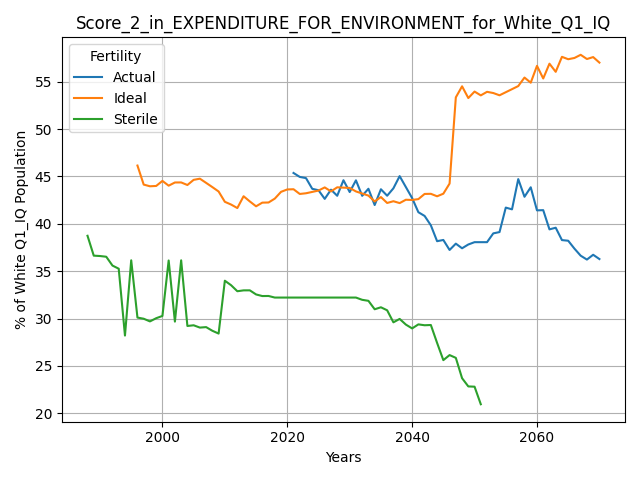 Score_2_in_EXPENDITURE_FOR_ENVIRONMENT_for_White_Q1_IQ
Fertility
Actual
Ideal
Sterile
% of White Q1_IQ Population
55
50
45
40
35
30
25
20
2000
2020
2040
2060
Years